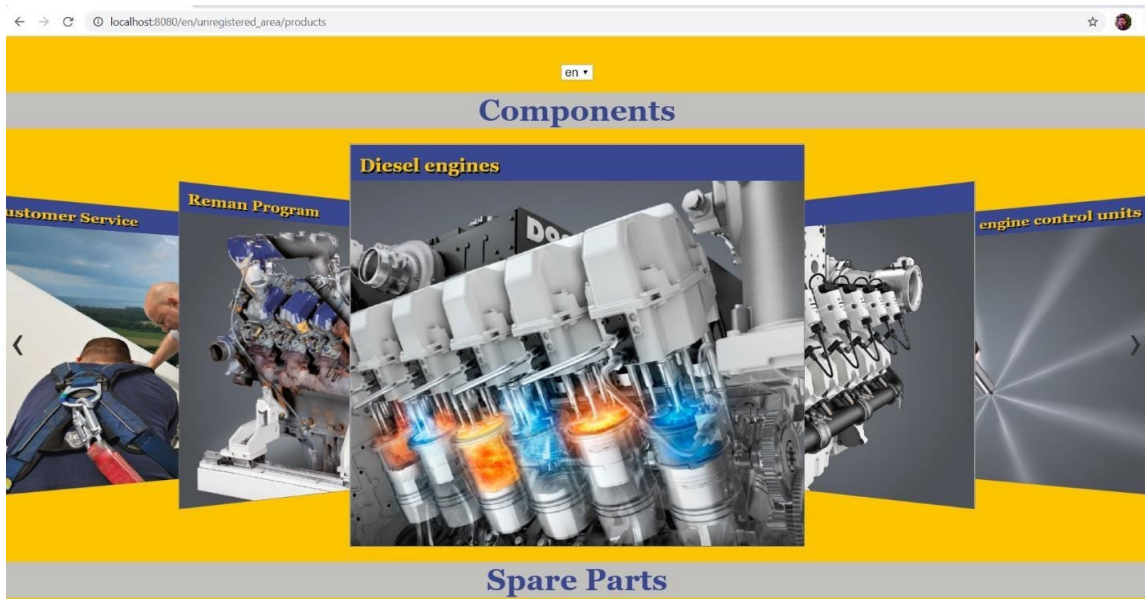 localhost:8080/en/unregistered_area/products
en
Components
Diesel engines
Reman Program
ustomer Service
engine control units
Spare Parts